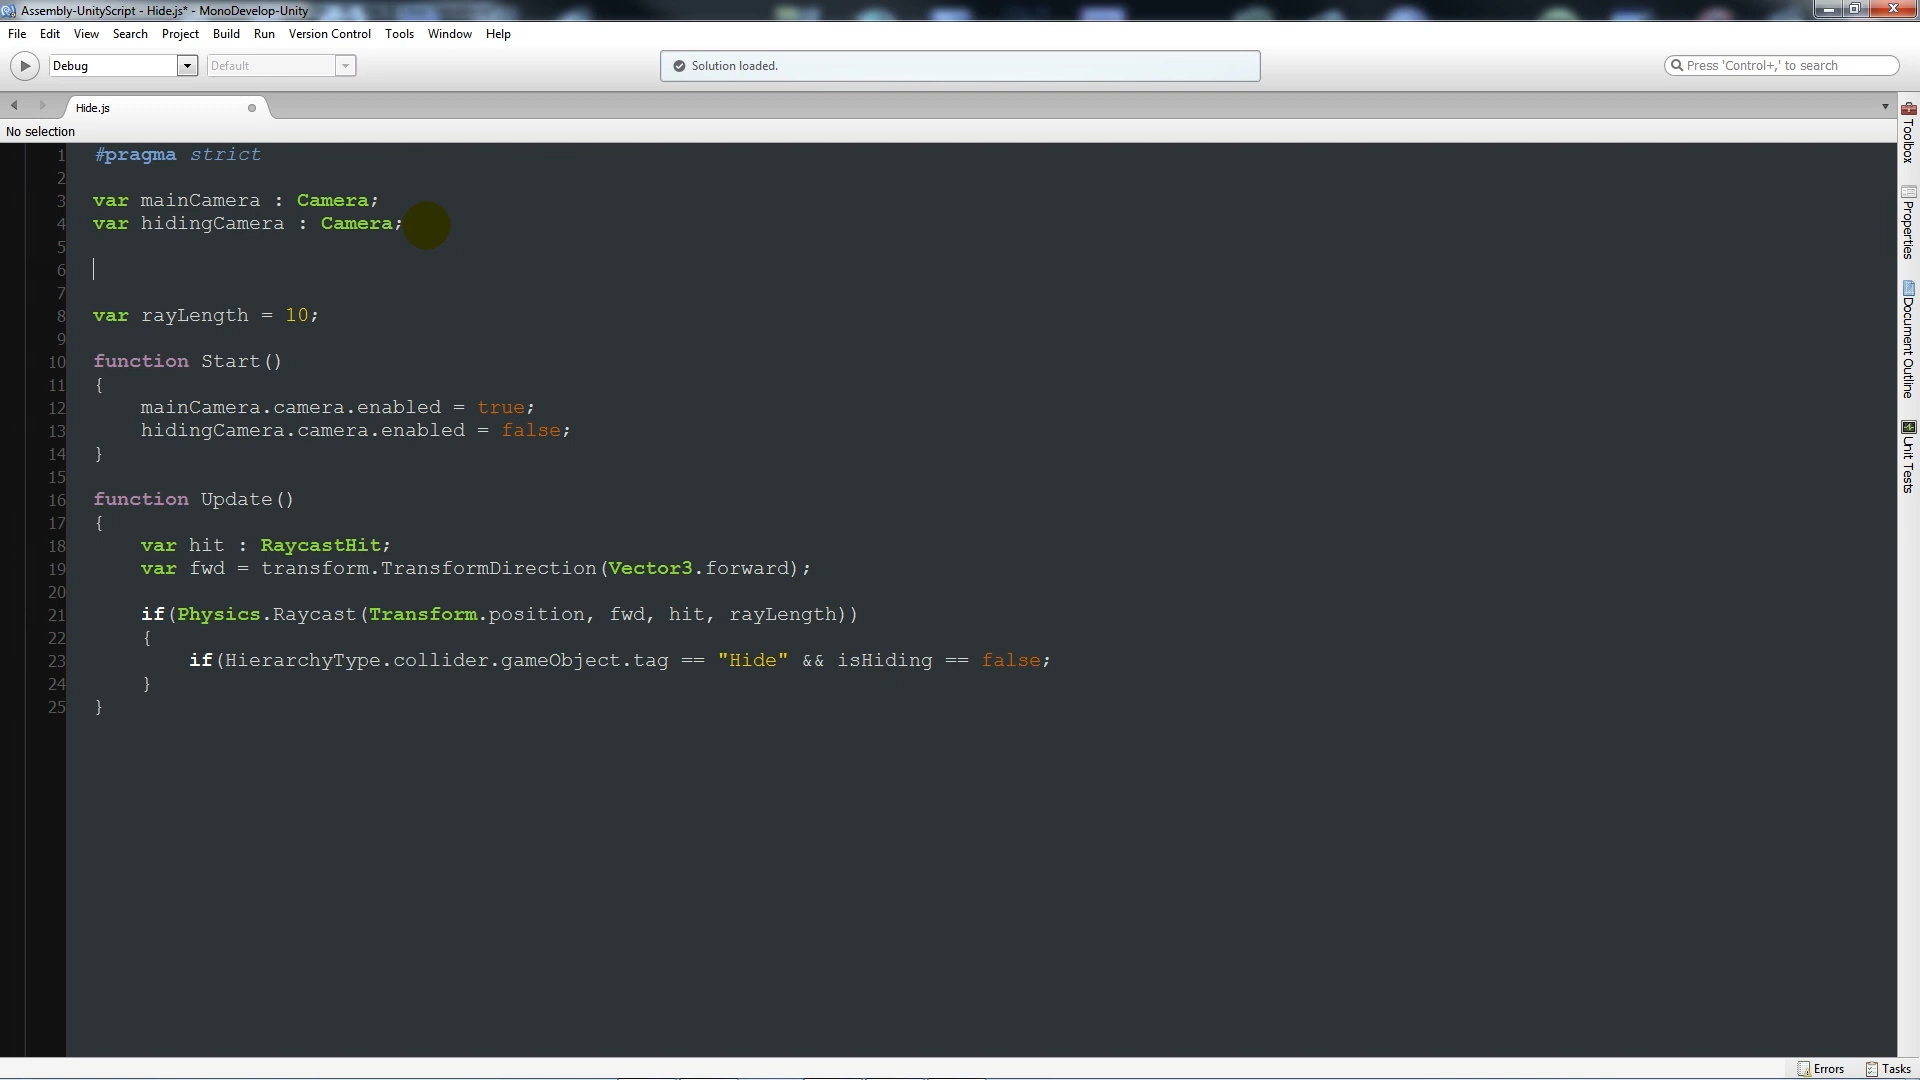 Assembly-UnityScript - Hide.js* - MonoDevelop-Unity
File Edit View Search Project Build Run Version Control Tools Window Help
Debug Default Solution loaded. Press 'Control+,' to search
Hide.js
No selection
1 #pragma strict
2
3 var mainCamera : Camera;
4 var hidingCamera : Camera;
5
6
7
8 var rayLength = 10;
9
10 function Start()
11 {
12 mainCamera.camera.enabled = true;
13 hidingCamera.camera.enabled = false;
14 }
15
16 function Update()
17 {
18 var hit : RaycastHit;
19 var fwd = transform.TransformDirection(Vector3.forward);
20
21 if(Physics.Raycast(Transform.position, fwd, hit, rayLength))
22 {
23 if(HierarchyType.collider.gameObject.tag == "Hide" && isHiding == false;
24 }
25 }
Toolbox
Properties
Document Outline
Unit Tests
Errors Tasks